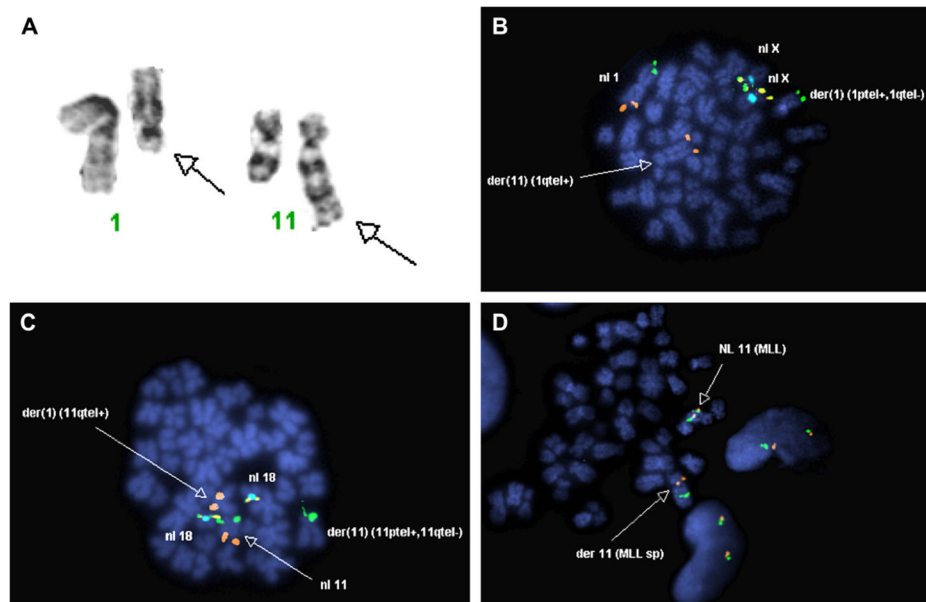 A
1
11
B
nl X
nl 1
nl X
der(1) (1ptel+,1qtel-)
der(11) (1qtel+)
C
der(1) (11qtel+)
nl 18
nl 18
der(11) (11ptel+,11qtel-)
nl 11
D
NL 11 (MLL)
der 11 (MLL sp)